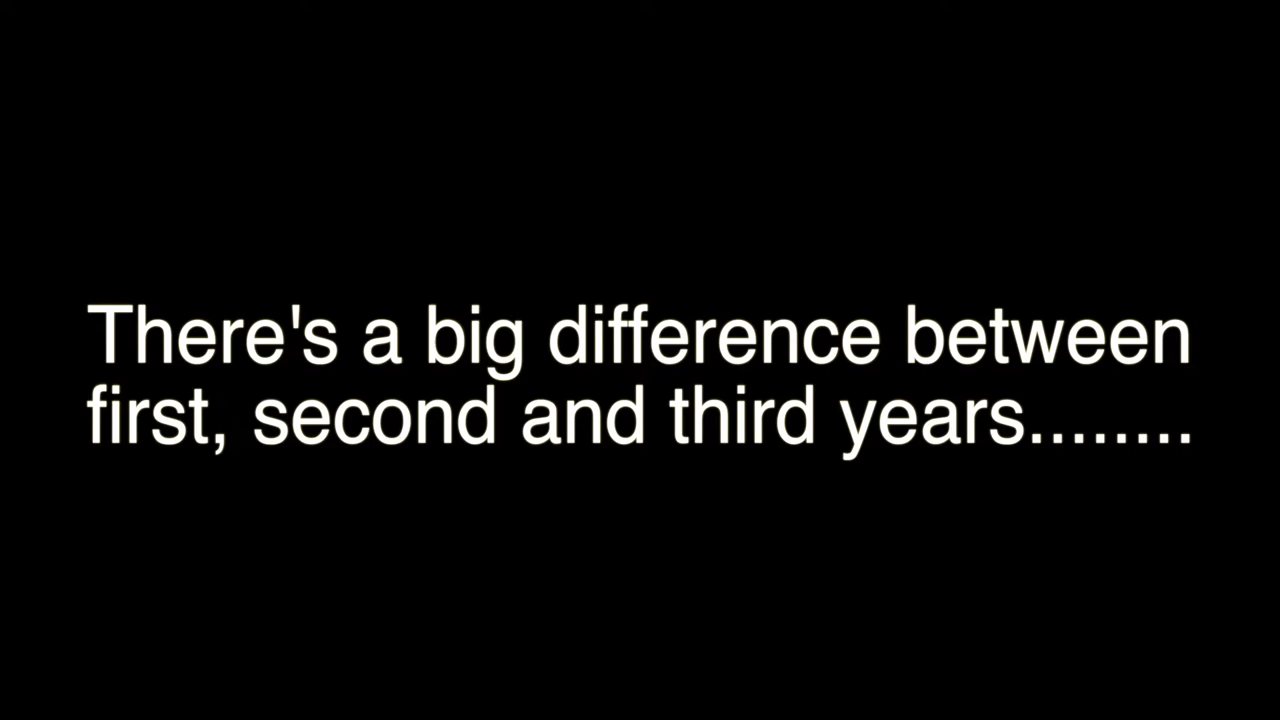 There's a big difference between
first, second and third years........